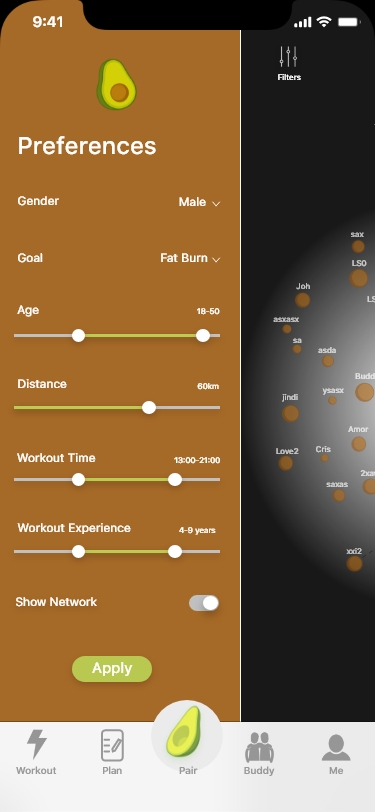 9:41
Filters
Preferences
Gender
Male
Goal
Fat Burn
Age
18-50
Distance
60km
Workout Time
13:00-21:00
Workout Experience
4-9 years
Show Network
Apply
sax
LS0
LS
Joh
asxasx
sa
asda
Budd
ysasx
jindi
Amor
Love2
Cris
2xa
saxas
xxi2
Workout
Plan
Pair
Buddy
Me